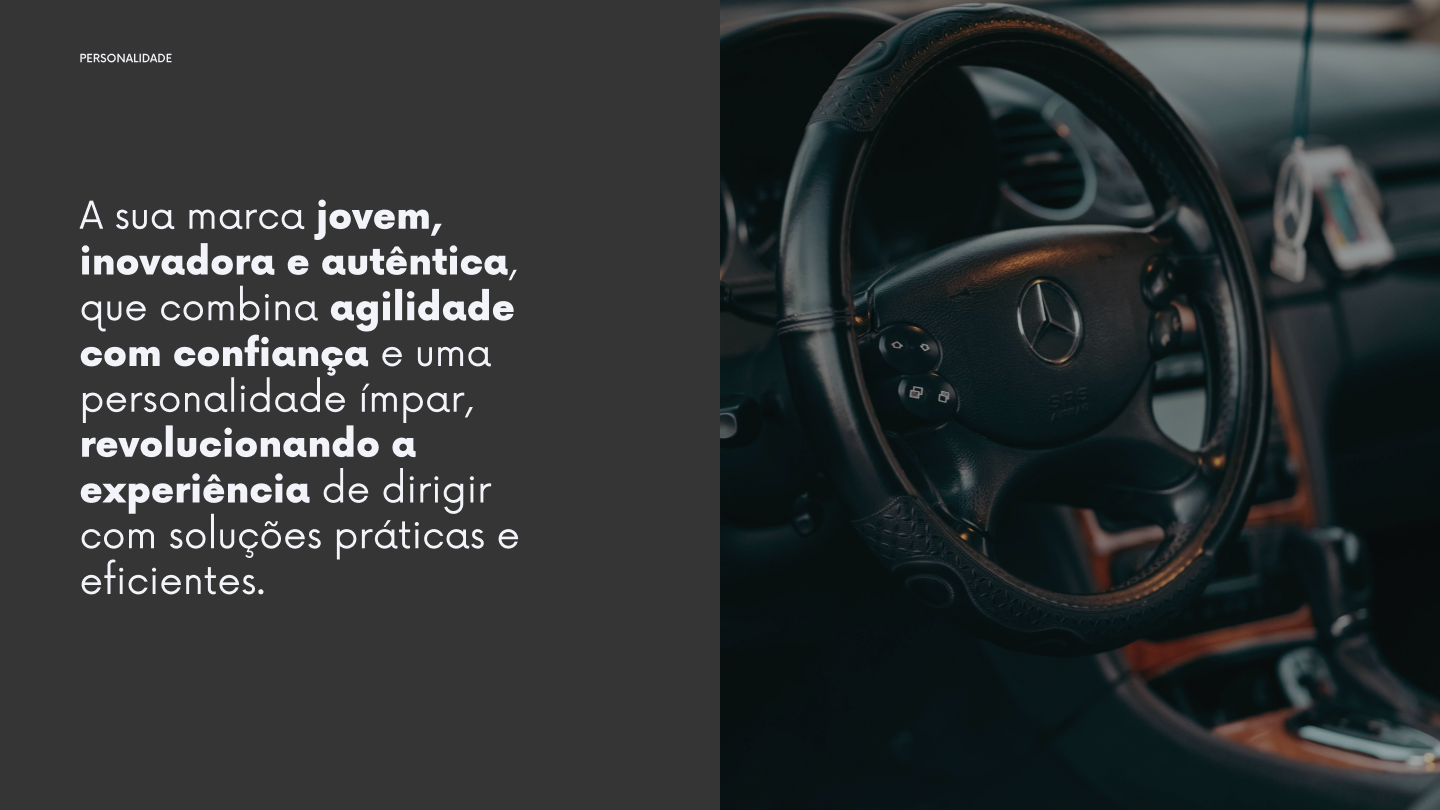 PERSONALIDADE
A sua marca jovem,
inovadora e autêntica,
que combina agilidade
com confiança e uma
personalidade ímpar,
revolucionando a
experiência de dirigir
com soluções práticas e
eficientes.